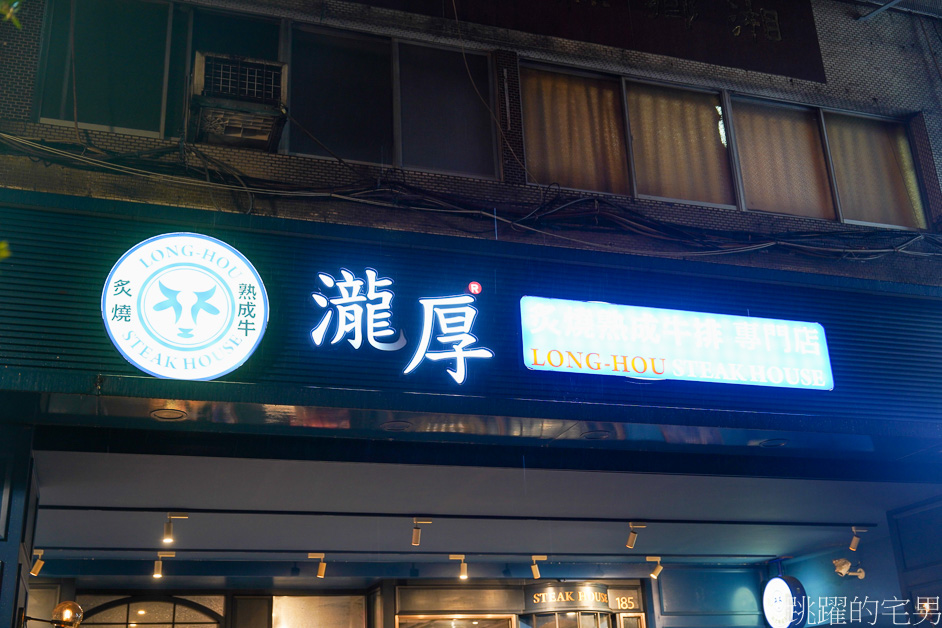 LONG-HOU
炙燒
熟成牛
STEAK HOUSE
瀧厚®
炙燒熟成牛排 專門店
LONG-HOU STEAK HOUSE
STEAK HOUSE 185
跳躍的宅男